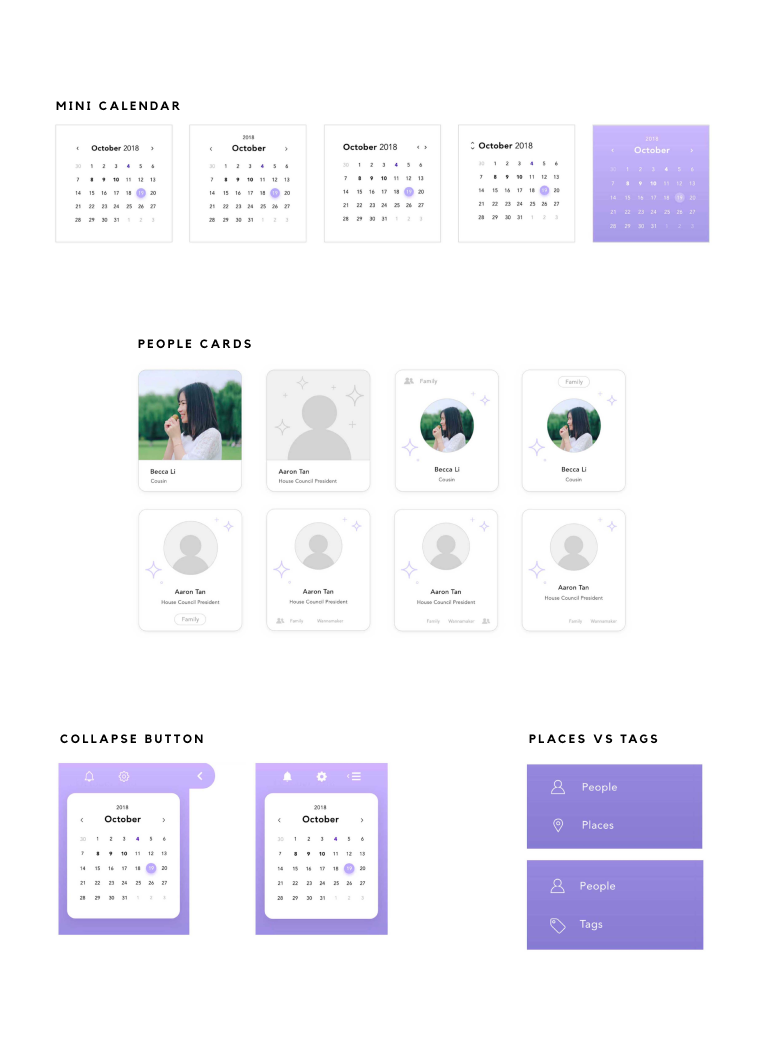 MINI CALENDAR
‹ October 2018 ›
30 1 2 3 4 5 6
7 8 9 10 11 12 13
14 15 16 17 18 19 20
21 22 23 24 25 26 27
28 29 30 31 1 2 3
2018
‹ October ›
30 1 2 3 4 5 6
7 8 9 10 11 12 13
14 15 16 17 18 19 20
21 22 23 24 25 26 27
28 29 30 31 1 2 3
October 2018 ‹ ›
30 1 2 3 4 5 6
7 8 9 10 11 12 13
14 15 16 17 18 19 20
21 22 23 24 25 26 27
28 29 30 31 1 2 3
October 2018
30 1 2 3 4 5 6
7 8 9 10 11 12 13
14 15 16 17 18 19 20
21 22 23 24 25 26 27
28 29 30 31 1 2 3
2018
‹ October ›
30 1 2 3 4 5 6
7 8 9 10 11 12 13
14 15 16 17 18 19 20
21 22 23 24 25 26 27
28 29 30 31 1 2 3
PEOPLE CARDS
Becca Li
Cousin
Aaron Tan
House Council President
Family
Becca Li
Cousin
Family
Becca Li
Cousin
Aaron Tan
House Council President
Family
Aaron Tan
House Council President
Family Womamaker
Aaron Tan
House Council President
Family Womamaker
Aaron Tan
House Council President
Family Womamaker
COLLAPSE BUTTON
2018
‹ October ›
30 1 2 3 4 5 6
7 8 9 10 11 12 13
14 15 16 17 18 19 20
21 22 23 24 25 26 27
28 29 30 31 1 2 3
2018
‹ October ›
30 1 2 3 4 5 6
7 8 9 10 11 12 13
14 15 16 17 18 19 20
21 22 23 24 25 26 27
28 29 30 31 1 2 3
PLACES VS TAGS
People
Places
People
Tags